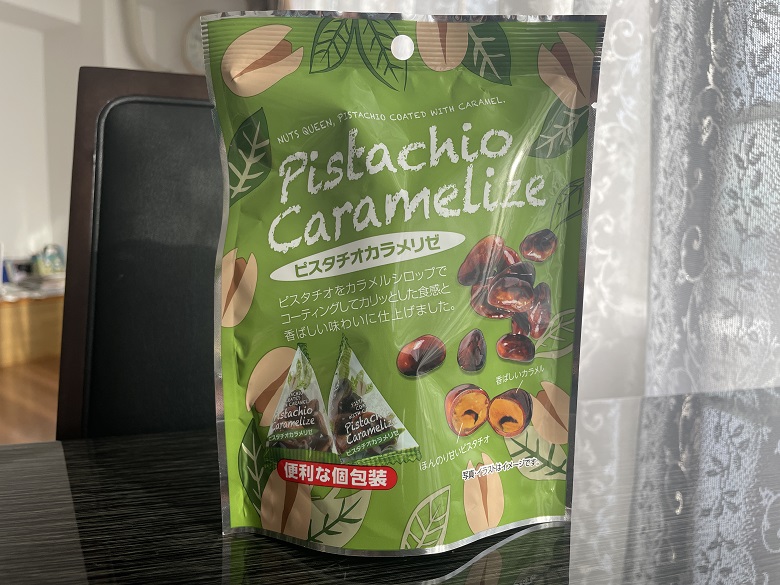 NUTS QUEEN, PISTACHIO COATED WITH CARAMEL.
Pistachio
Caramelize
ピスタチオカラメリゼ
ピスタチオをカラメルシロップで
コーティングしてカリッとした食感と
香ばしい味わいに仕上げました。
香ばしいカラメル
ほんのり甘いピスタチオ
写真・イラストはイメージです。
Pistachio
Caramelize
ピスタチオカラメリゼ
Pistachio
Caramelize
ピスタチオカラメリゼ
便利な個包装